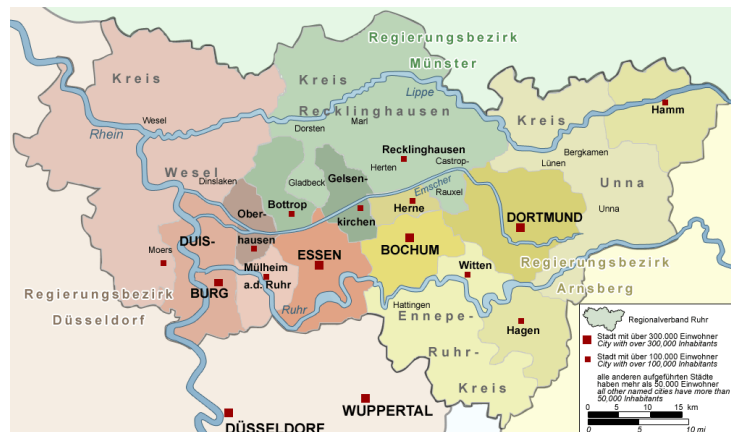 Regierungsbezirk
Münster
Kreis
Recklinghausen
Kreis
Wesel
Rhein
Wesel
Lippe
Dorsten
Marl
Hamm
Kreis
Unna
Bergkamen
Lünen
Unna
Recklinghausen
Castrop-
Rauxel
Herten
Dinslaken
Gladbeck
Gelsen-
kirchen
Bottrop
Ober-
hausen
Emscher
Herne
DORTMUND
DUIS-
BURG
Moers
ESSEN
BOCHUM
Mülheim
a.d. Ruhr
Witten
Regierungsbezirk
Arnsberg
Regierungsbezirk
Düsseldorf
Ruhr
Hattingen
Ennepe-
Ruhr-
Kreis
Hagen
WUPPERTAL
DÜSSELDORF
Regionalverband Ruhr
Stadt mit über 300.000 Einwohner
City with over 300,000 Inhabitants
Stadt mit über 100.000 Einwohner
City with over 100,000 Inhabitants
alle anderen aufgeführten Städte
haben mehr als 50.000 Einwohner
all other named cities have more than
50,000 Inhabitants
0 5 10 15 km
0 5 10 mi